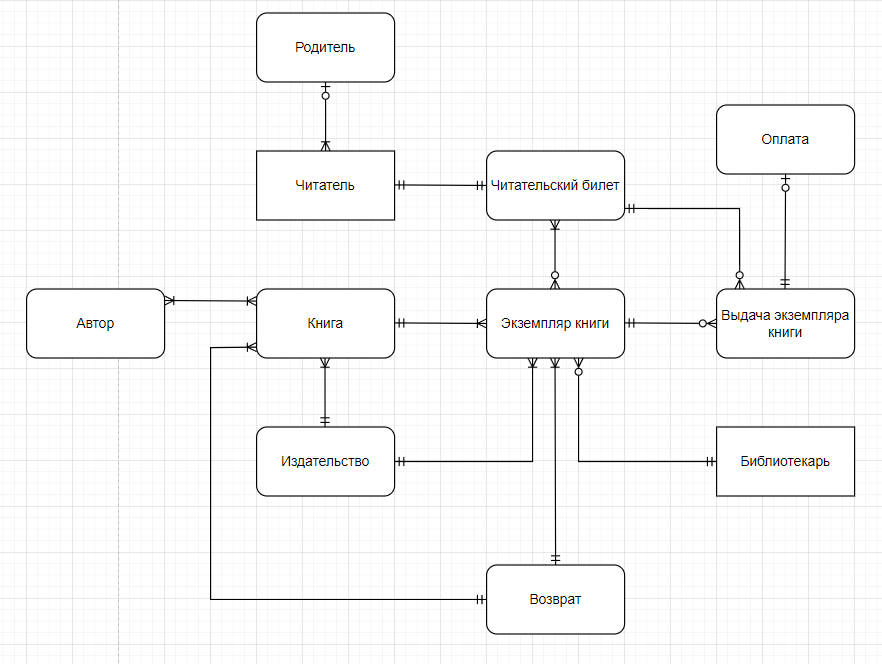 Родитель
Оплата
Читатель
Читательский билет
Автор
Книга
Экземпляр книги
Выдача экземпляра
книги
Издательство
Библиотекарь
Возврат